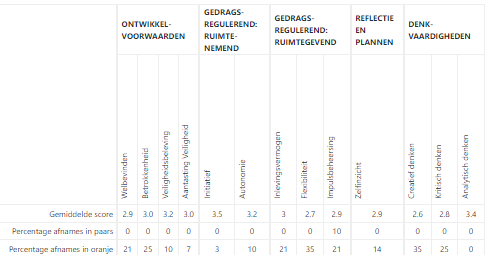 ONTWIKKEL-
VOORWAARDEN
GEDRAGS-
REGULEREND:
RUIMTE-
NEMEND
GEDRAGS-
REGULEREND:
RUIMTEGEVEND
REFLECTIE
EN
PLANNEN
DENK-
VAARDIGHEDEN
Welbevinden
Betrokkenheid
Veiligheidsbeleving
Aantasting Veiligheid
Initiatief
Autonomie
Inlevingsvermogen
Flexibiliteit
Impulsbeheersing
Zelfinzicht
Creatief denken
Kritisch denken
Analytisch denken
Gemiddelde score 2.9 3.0 3.2 3.0 3.5 3.2 3 2.7 2.9 2.9 2.6 2.8 3.4
Percentage afnames in paars 0 0 0 0 0 0 0 0 10 0 0 0 0
Percentage afnames in oranje 21 25 10 7 3 10 21 35 21 14 35 25 0